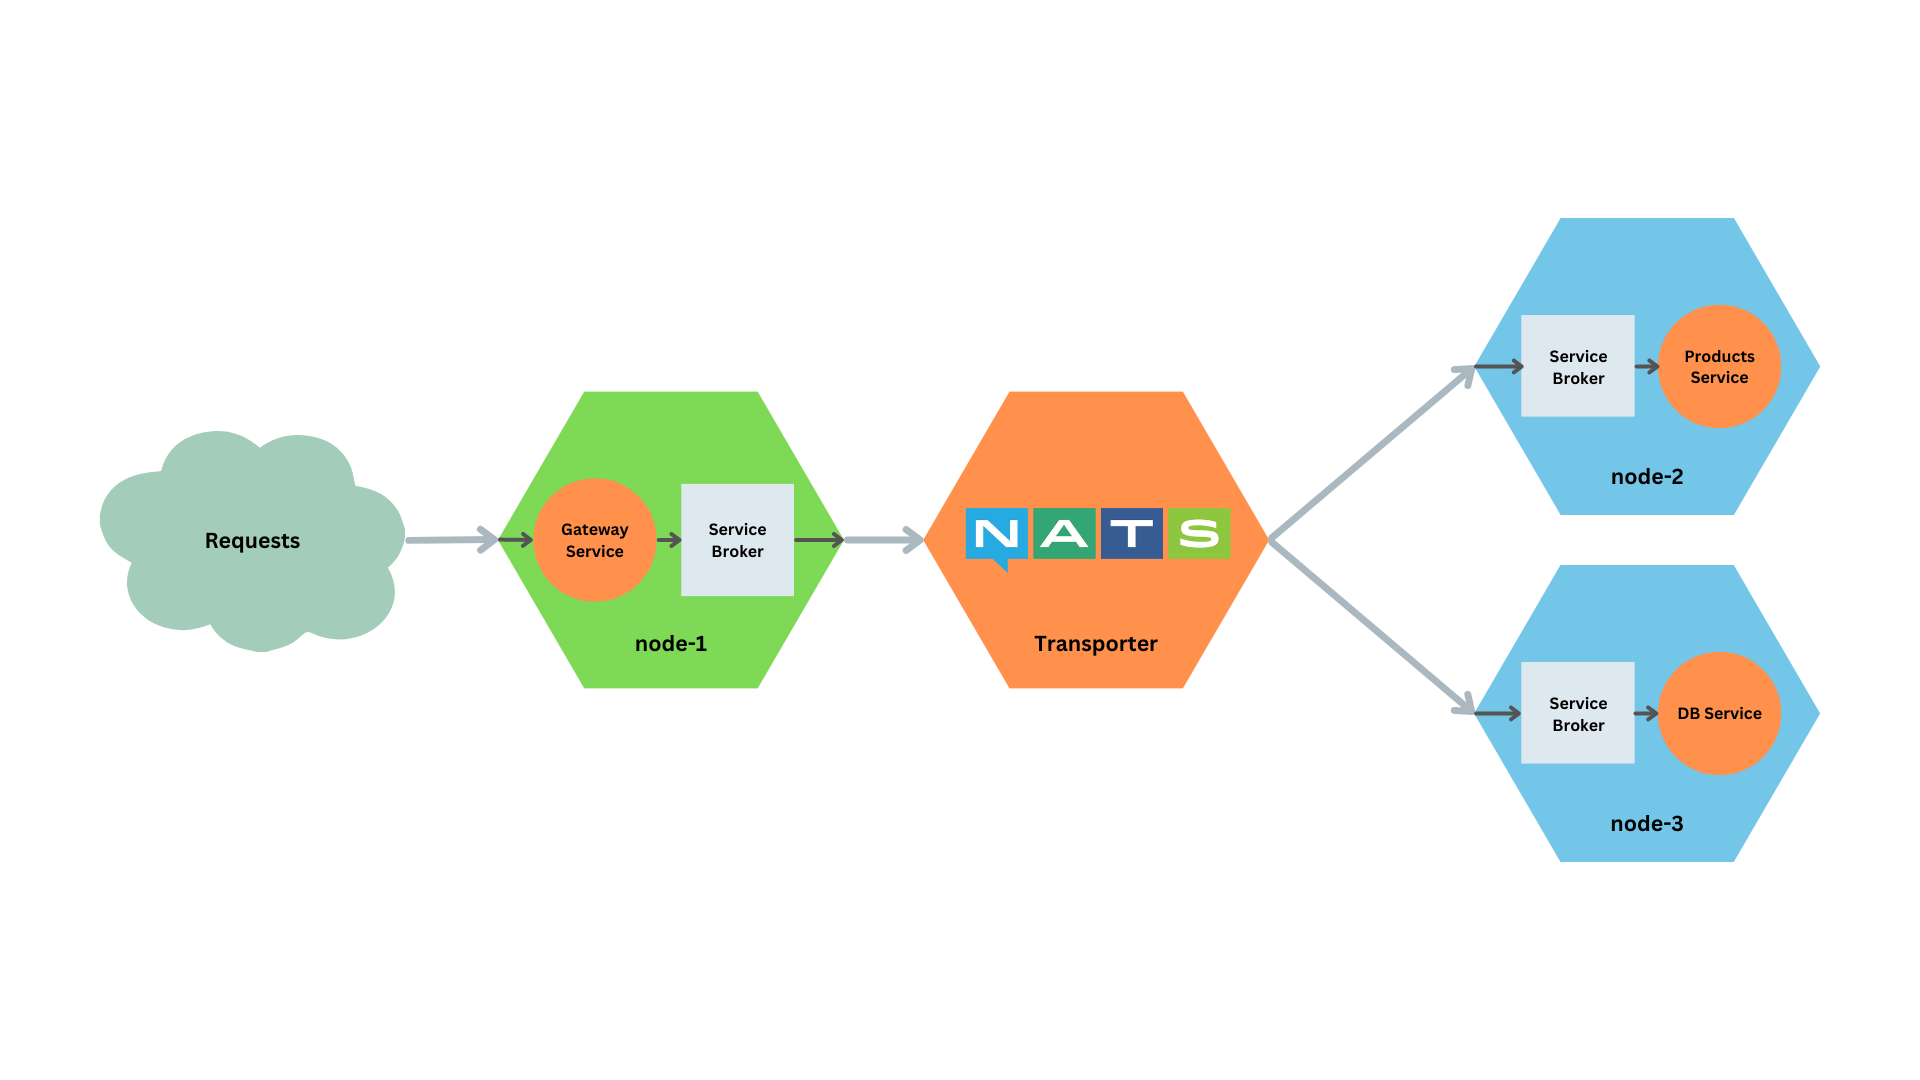 Requests
Gateway
Service
Service
Broker
node-1
NATS
Transporter
Service
Broker
Products
Service
node-2
Service
Broker
DB Service
node-3